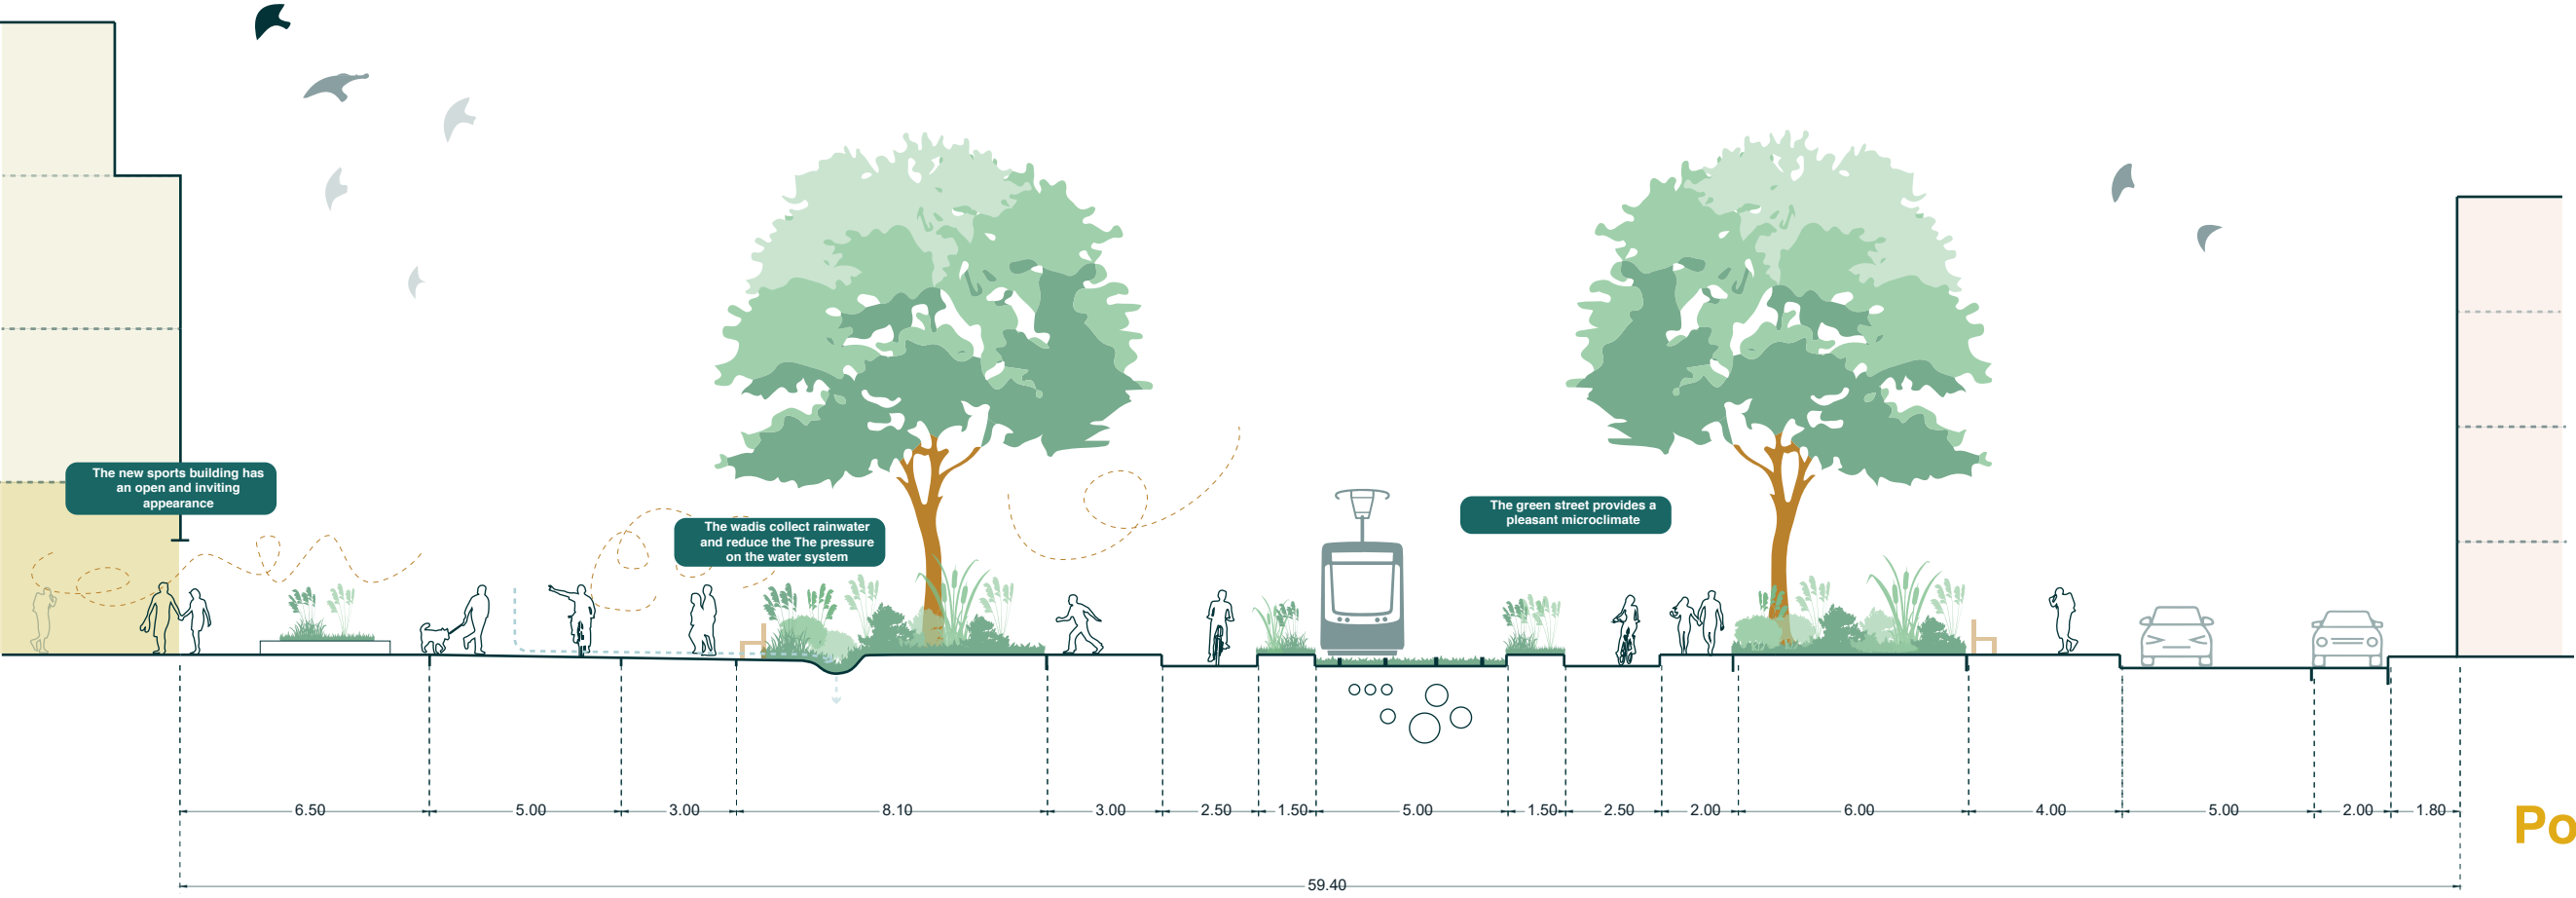 The new sports building has
an open and inviting
appearance
The wadis collect rainwater
and reduce the The pressure
on the water system
The green street provides a
pleasant microclimate
6.50 5.00 3.00 8.10 3.00 2.50 1.50 5.00 1.50 2.50 2.00 6.00 4.00 5.00 2.00 1.80
Po
59.40